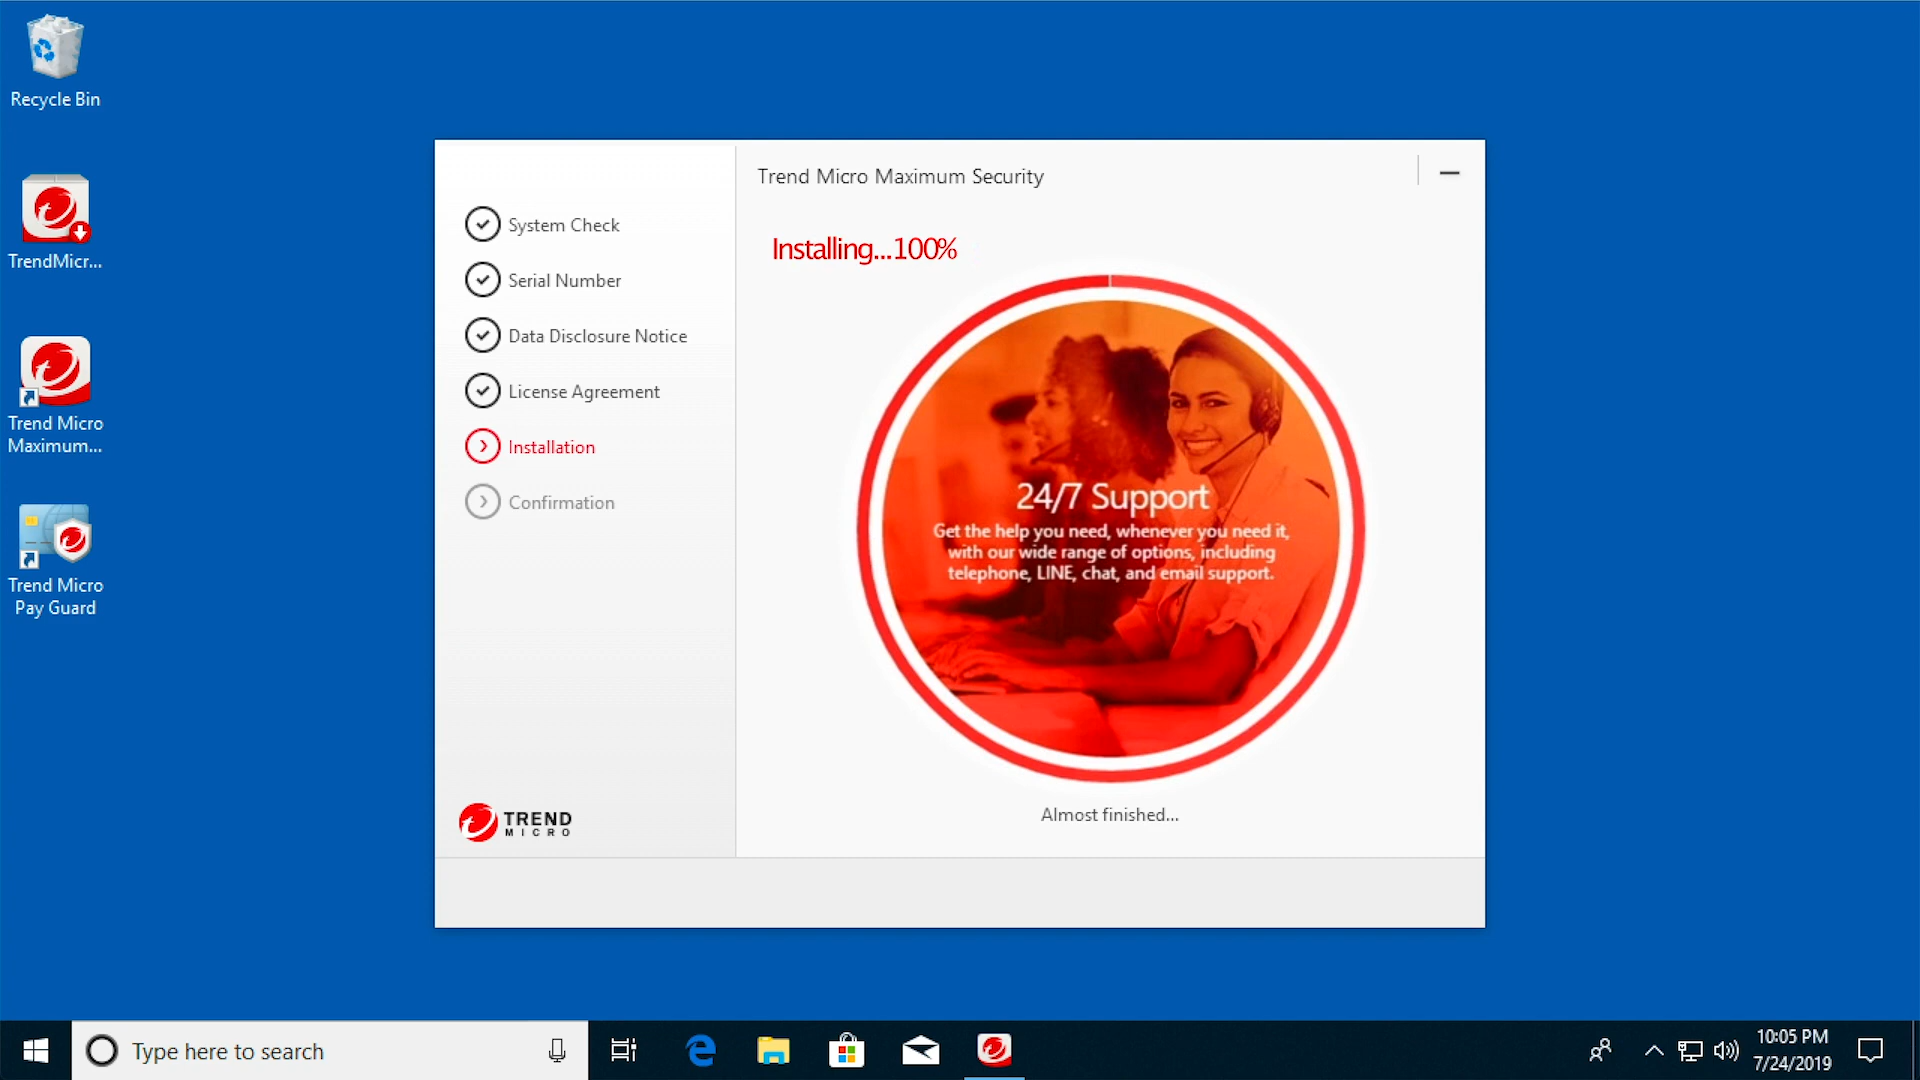 Recycle Bin
TrendMicr...
Trend Micro
Maximum...
Trend Micro
Pay Guard
System Check
Serial Number
Data Disclosure Notice
License Agreement
Installation
Confirmation
TREND
MICRO
Trend Micro Maximum Security
Installing...100%
24/7 Support
Get the help you need, whenever you need it,
with our wide range of options, including
telephone, LINE, chat, and email support.
Almost finished...
Type here to search
10:05 PM
7/24/2019